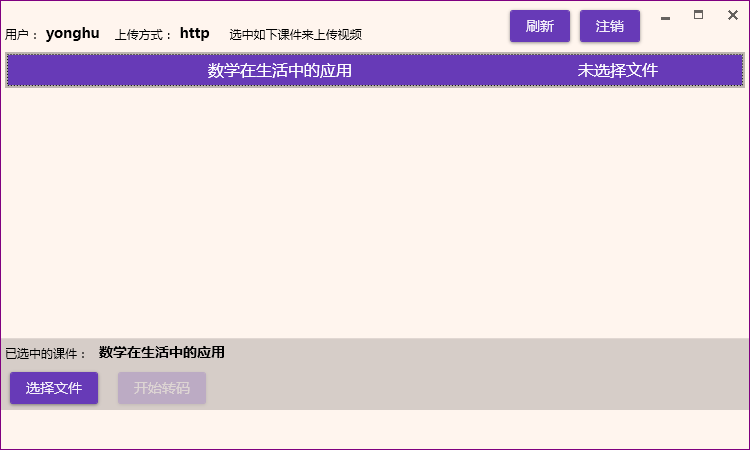 用户： yonghu 上传方式： http 选中如下课件来上传视频 刷新 注销
数学在生活中的应用 未选择文件
已选中的课件： 数学在生活中的应用
选择文件 开始转码